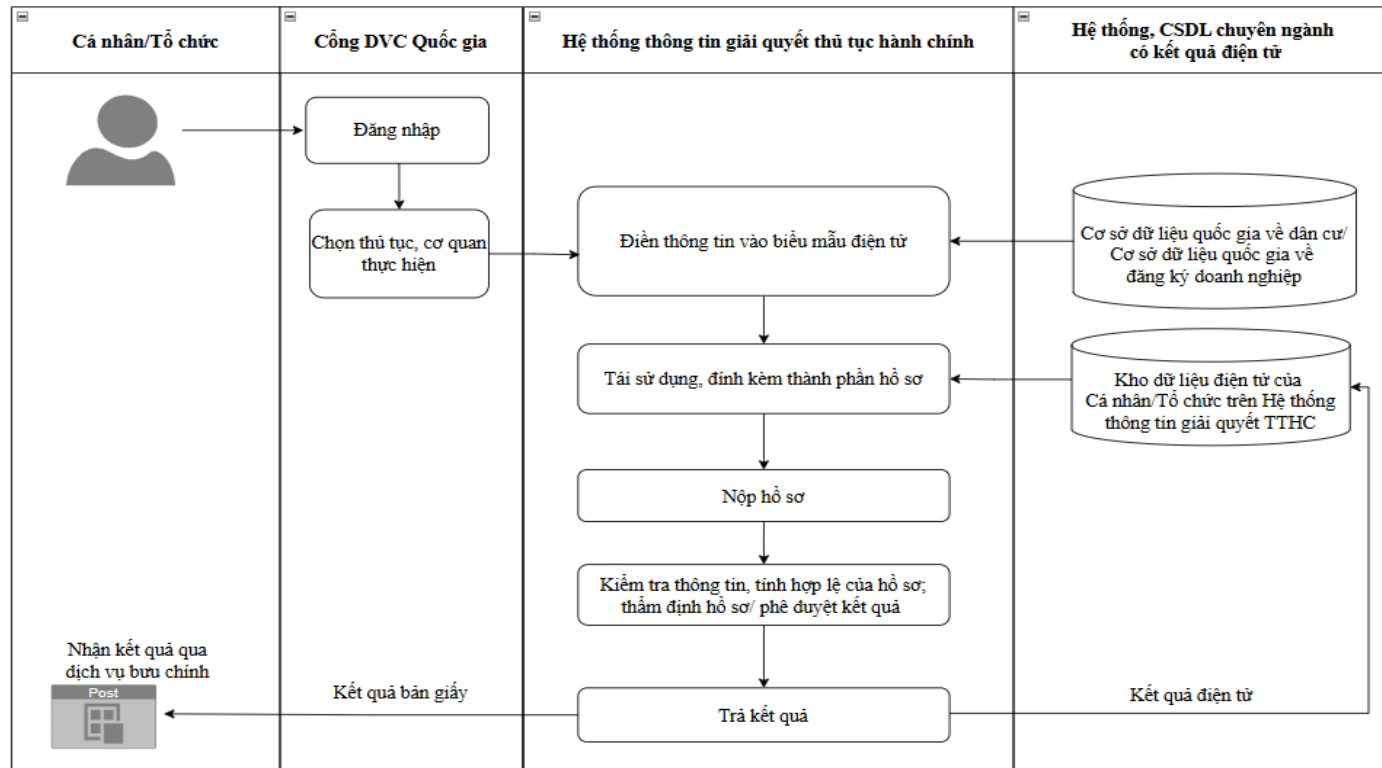 Cá nhân/Tổ chức
Cổng DVC Quốc gia
Hệ thống thông tin giải quyết thủ tục hành chính
Hệ thống, CSDL chuyên ngành
có kết quả điện tử
Đăng nhập
Chọn thủ tục, cơ quan
thực hiện
Điền thông tin vào biểu mẫu điện tử
Cơ sở dữ liệu quốc gia về dân cư/
Cơ sở dữ liệu quốc gia về
đăng ký doanh nghiệp
Tái sử dụng, đính kèm thành phần hồ sơ
Kho dữ liệu điện tử của
Cá nhân/Tổ chức trên Hệ thống
thông tin giải quyết TTHC
Nộp hồ sơ
Kiểm tra thông tin, tính hợp lệ của hồ sơ;
thẩm định hồ sơ/ phê duyệt kết quả
Nhận kết quả qua
dịch vụ bưu chính
Post
Kết quả bản giấy
Trả kết quả
Kết quả điện tử